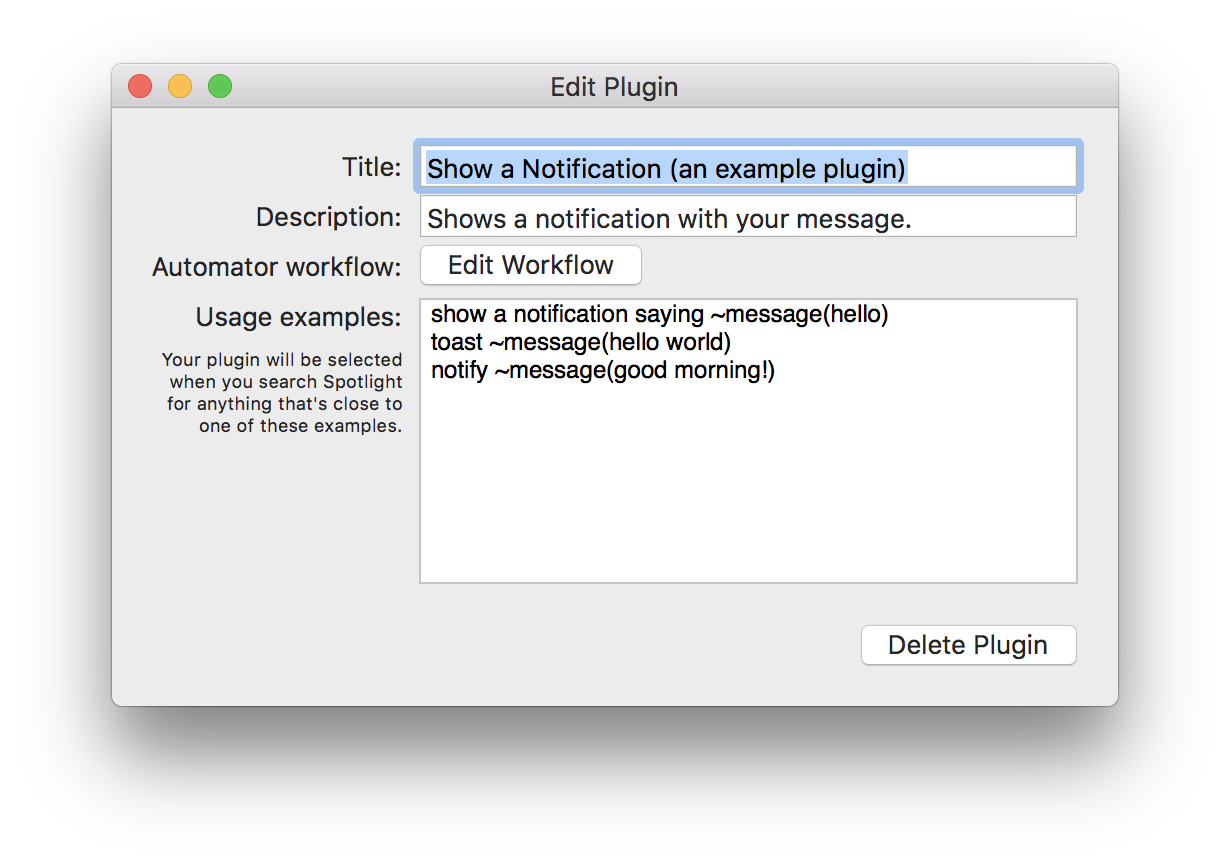 Edit Plugin
Title: Show a Notification (an example plugin)
Description: Shows a notification with your message.
Automator workflow: Edit Workflow
Usage examples:
Your plugin will be selected
when you search Spotlight
for anything that's close to
one of these examples.
show a notification saying ~message(hello)
toast ~message(hello world)
notify ~message(good morning!)
Delete Plugin